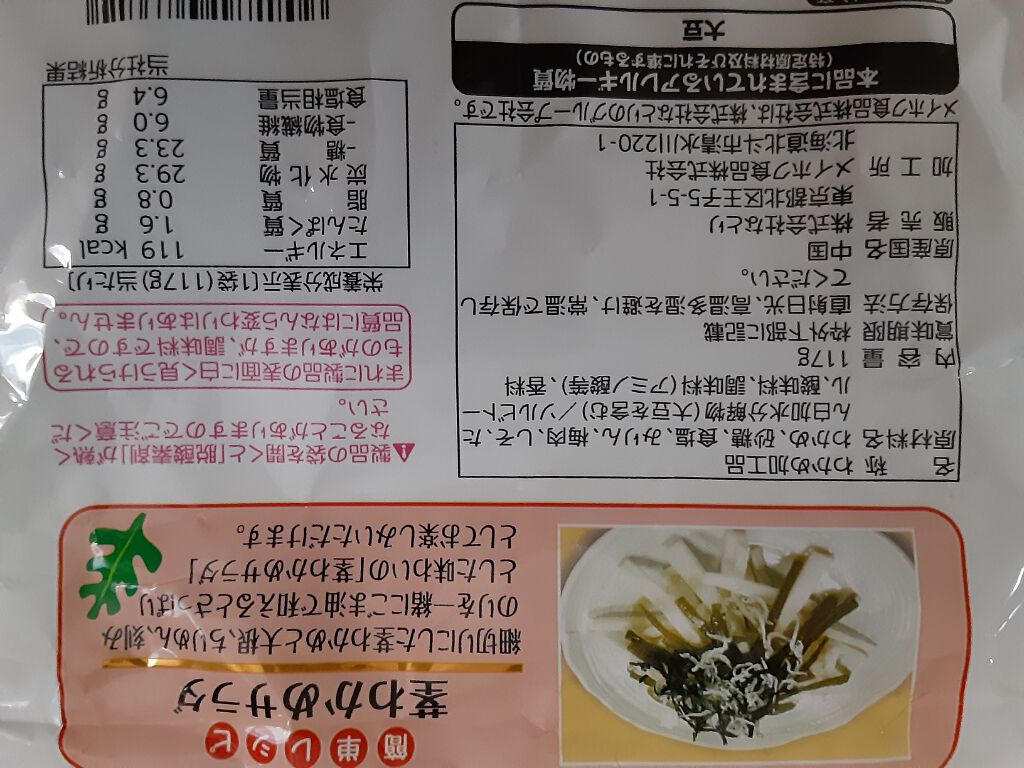 簡単レシピ
茎わかめサラダ
細切りにした茎わかめと大根、ちりめん、刻み
のりを一緒にごま油で和えるとさっぱり
とした味わいの「茎わかめサラダ」
としてお楽しみいただけます。
名称 わかめ加工品
原材料名 わかめ、砂糖、食塩、みりん、梅肉、しそ、た
ん白加水分解物(大豆を含む)/ソルビトー
ル、酸味料、調味料(アミノ酸等)、香料
内容量 117g
賞味期限 枠外下部に記載
保存方法 直射日光、高温多湿を避け、常温で保存し
てください。
原産国名 中国
販売者 株式会社なとり
東京都北区王子5-5-1
加工所 メイホク食品株式会社
北海道北斗市清水川220-1
メイホク食品株式会社は、株式会社なとりのグループ会社です。
本品に含まれているアレルギー物質
(特定原材料及びそれに準ずるもの)
大豆
⚠製品の袋を開くと「脱酸素剤」が熱く
なることがありますのでご注意くだ
さい。
まれに製品の表面に白く見うけられる
ものがありますが、調味料ですので、
品質にはなんら変わりはありません。
栄養成分表示[1袋(117g)当たり]
エネルギー 119 kcal
たんぱく質 1.6 g
脂質 0.8 g
炭水化物 29.3 g
-糖質 23.3 g
-食物繊維 6.0 g
食塩相当量 6.4 g
当社分析結果